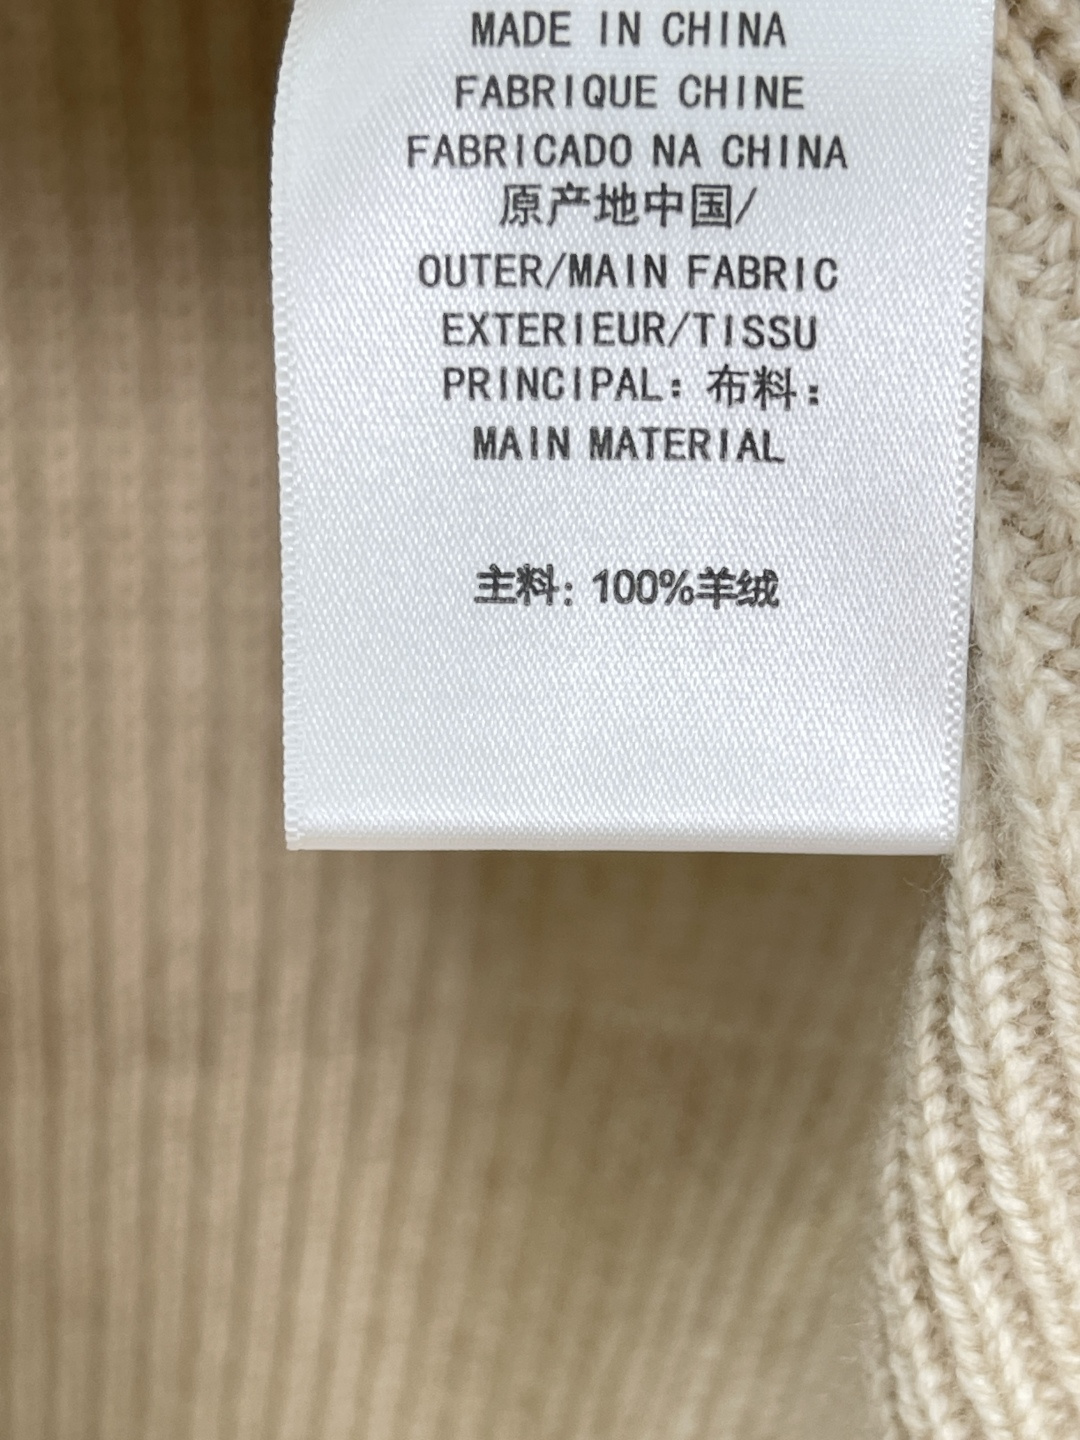 MADE IN CHINA
FABRIQUE CHINE
FABRICADO NA CHINA
原产地中国/
OUTER/MAIN FABRIC
EXTERIEUR/TISSU
PRINCIPAL: 布料:
MAIN MATERIAL
主料: 100%羊绒